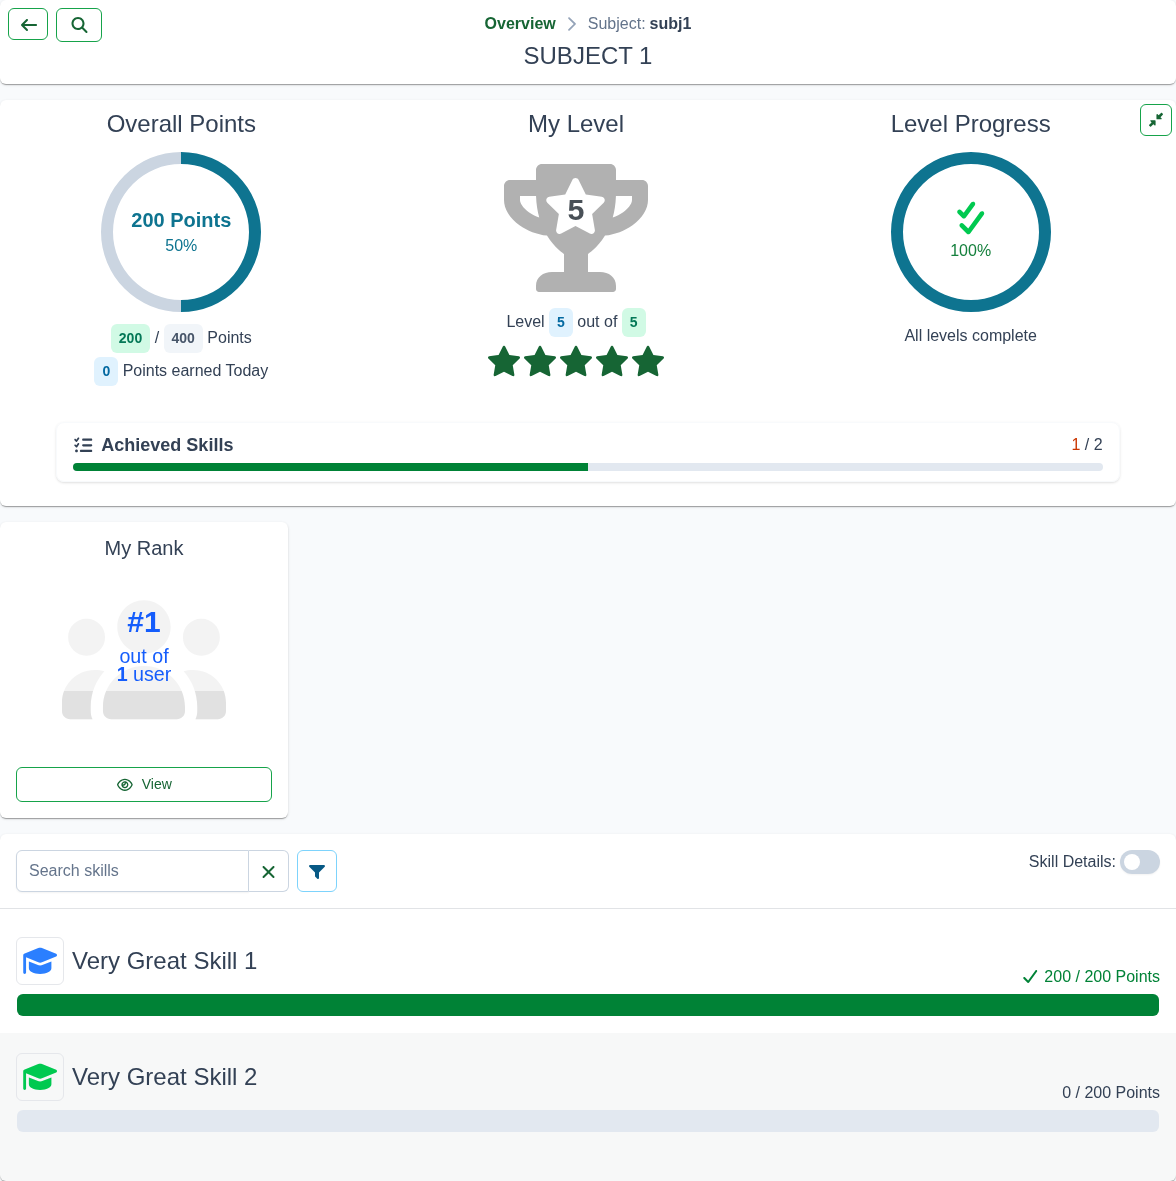 Overview > Subject: subj1
SUBJECT 1
Overall Points
200 Points
50%
200 / 400 Points
0 Points earned Today
My Level
5
Level 5 out of 5
Level Progress
100%
All levels complete
Achieved Skills 1 / 2
My Rank
#1
out of
1 user
View
Search skills
Skill Details:
Very Great Skill 1
200 / 200 Points
Very Great Skill 2
0 / 200 Points